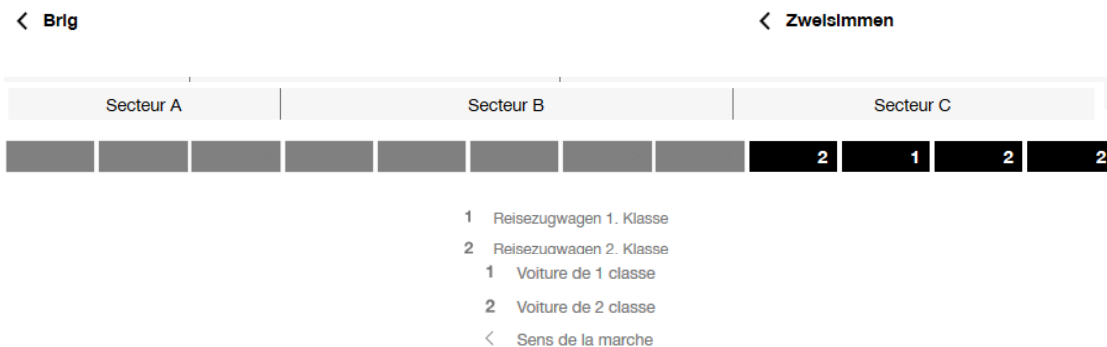 < Brig < Zweisimmen
Secteur A Secteur B Secteur C
2 1 2 2
1 Reisezugwagen 1. Klasse
2 Reisezugwagen 2. Klasse
1 Voiture de 1 classe
2 Voiture de 2 classe
< Sens de la marche